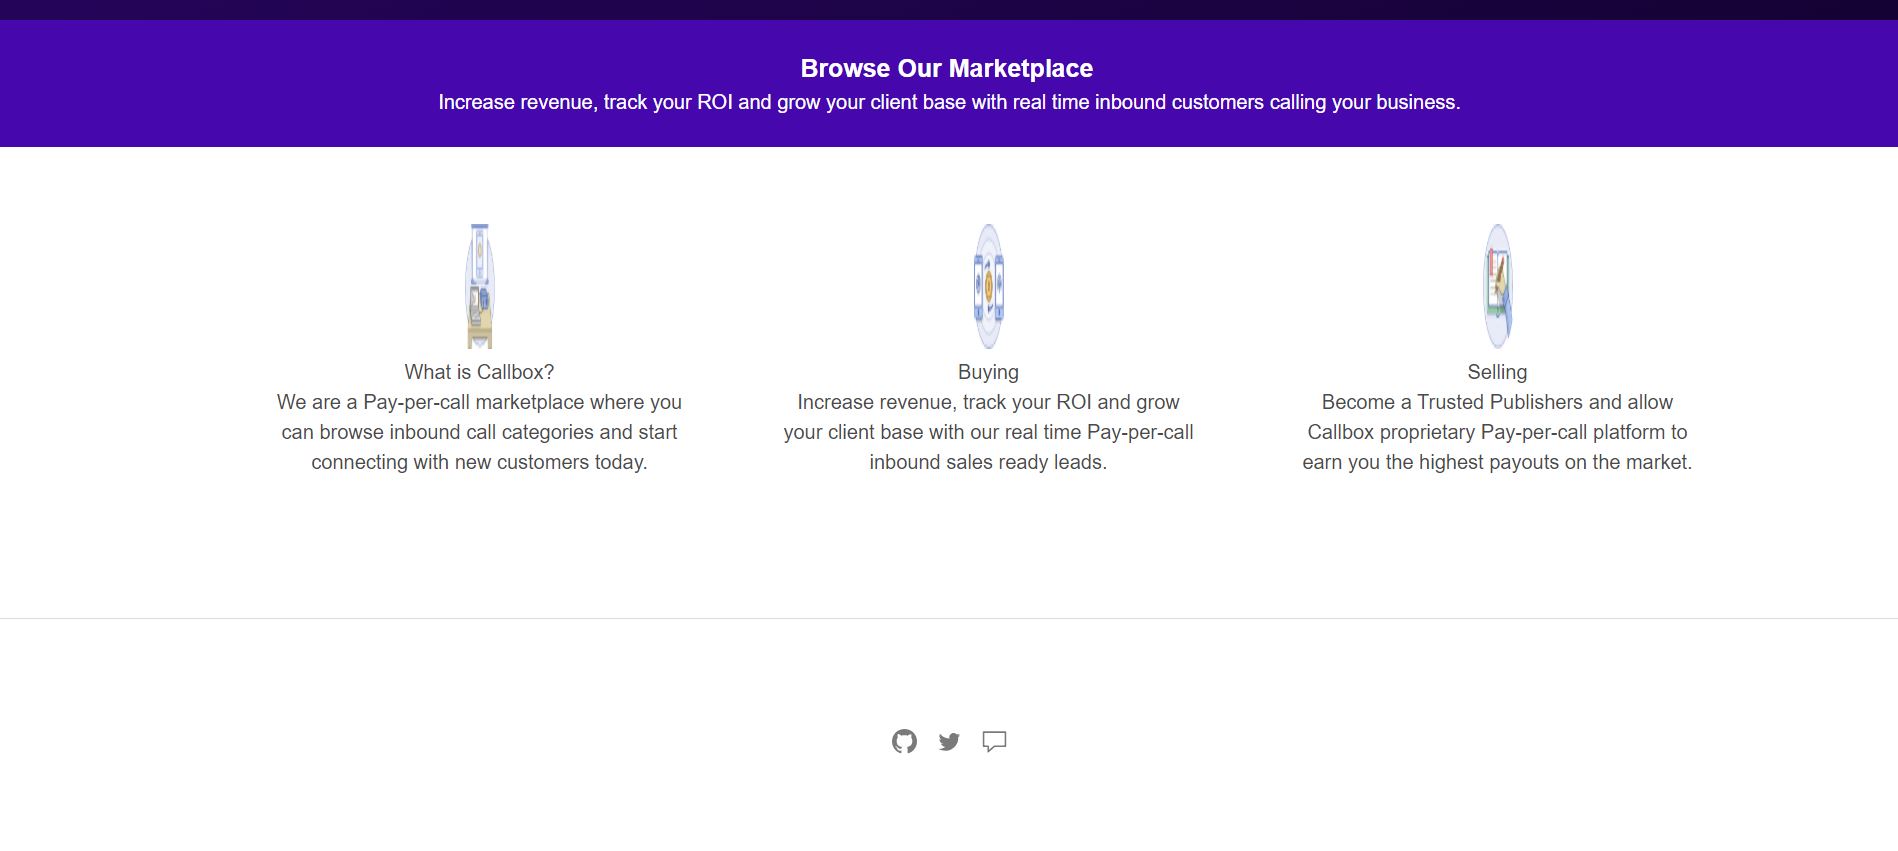 Browse Our Marketplace
Increase revenue, track your ROI and grow your client base with real time inbound customers calling your business.
What is Callbox?
We are a Pay-per-call marketplace where you
can browse inbound call categories and start
connecting with new customers today.
Buying
Increase revenue, track your ROI and grow
your client base with our real time Pay-per-call
inbound sales ready leads.
Selling
Become a Trusted Publishers and allow
Callbox proprietary Pay-per-call platform to
earn you the highest payouts on the market.